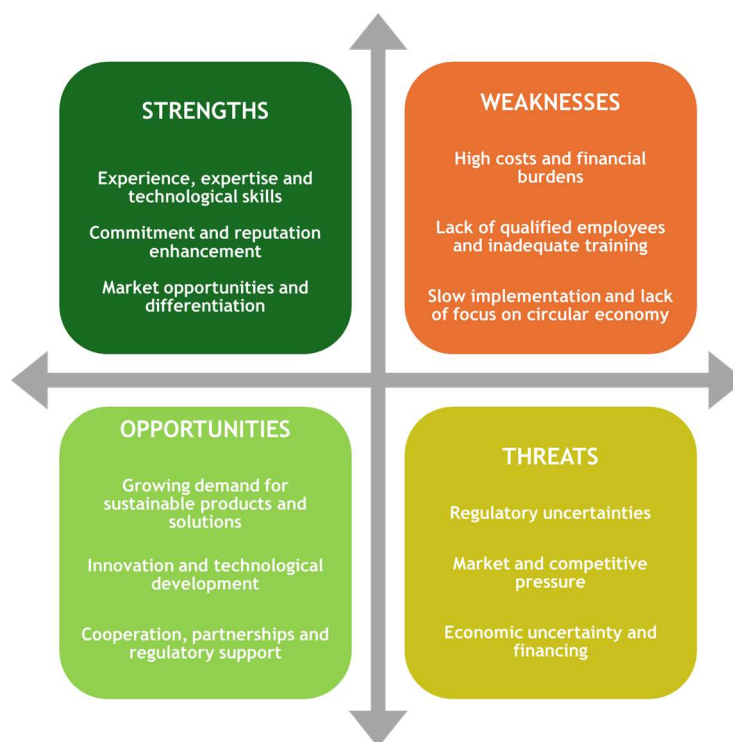 STRENGTHS
Experience, expertise and
technological skills
Commitment and reputation
enhancement
Market opportunities and
differentiation
WEAKNESSES
High costs and financial
burdens
Lack of qualified employees
and inadequate training
Slow implementation and lack
of focus on circular economy
OPPORTUNITIES
Growing demand for
sustainable products and
solutions
Innovation and technological
development
Cooperation, partnerships and
regulatory support
THREATS
Regulatory uncertainties
Market and competitive
pressure
Economic uncertainty and
financing